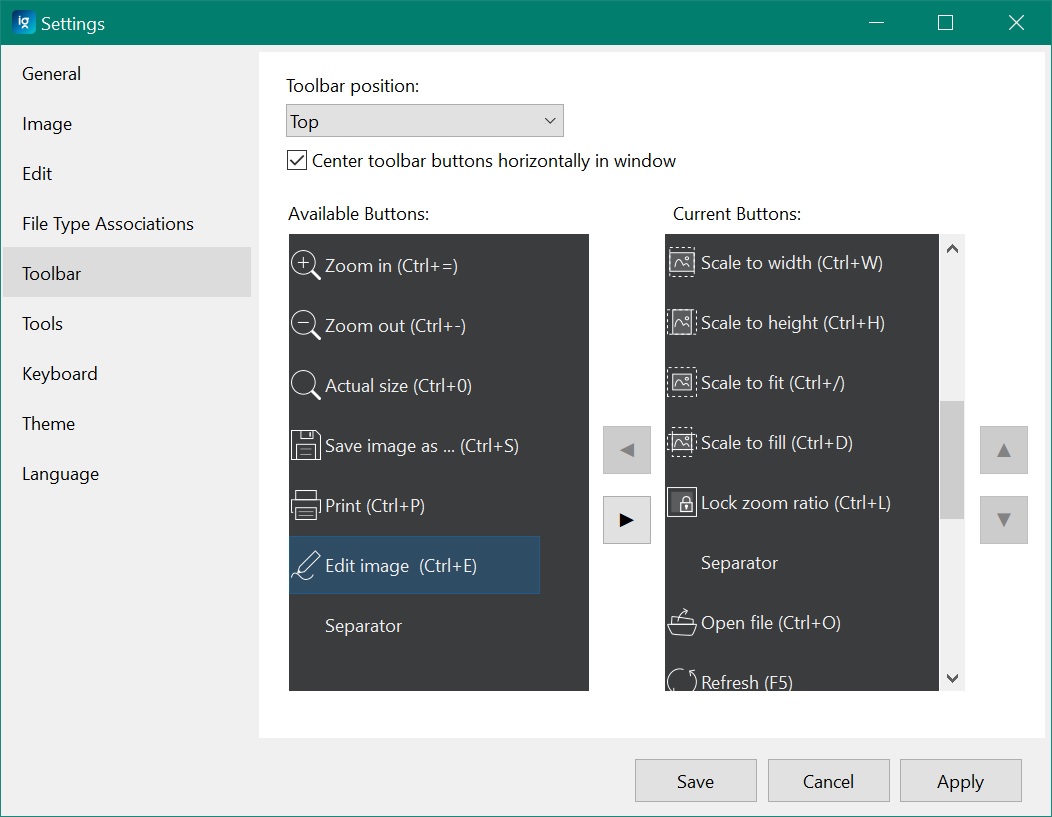 ig
Settings
General
Image
Edit
File Type Associations
Toolbar
Tools
Keyboard
Theme
Language
Toolbar position:
Top
Center toolbar buttons horizontally in window
Available Buttons:
Zoom in (Ctrl+=)
Zoom out (Ctrl+-)
Actual size (Ctrl+0)
Save image as ... (Ctrl+S)
Print (Ctrl+P)
Edit image  (Ctrl+E)
Separator
Current Buttons:
Scale to width (Ctrl+W)
Scale to height (Ctrl+H)
Scale to fit (Ctrl+/)
Scale to fill (Ctrl+D)
Lock zoom ratio (Ctrl+L)
Separator
Open file (Ctrl+O)
Refresh (F5)
Save
Cancel
Apply